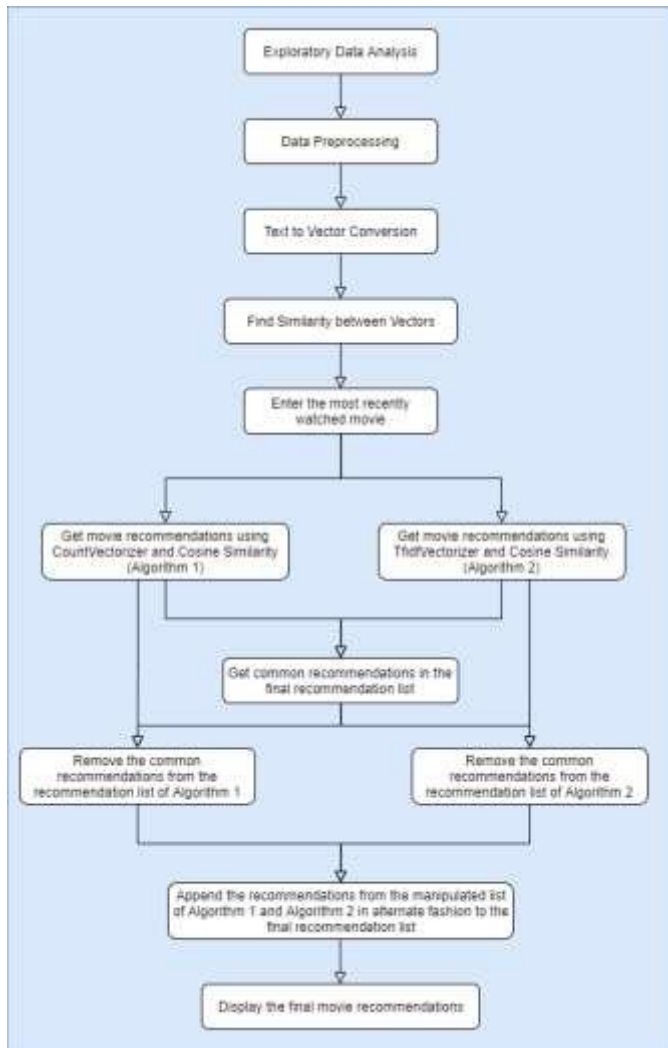 Exploratory Data Analysis
Data Preprocessing
Text to Vector Conversion
Find Similarity between Vectors
Enter the most recently
watched movie
Get movie recommendations using
CountVectorizer and Cosine Similarity
(Algorithm 1)
Get movie recommendations using
TfidfVectorizer and Cosine Similarity
(Algorithm 2)
Get common recommendations in the
final recommendation list
Remove the common
recommendations from the
recommendation list of Algorithm 1
Remove the common
recommendations from the
recommendation list of Algorithm 2
Append the recommendations from the manipulated list
of Algorithm 1 and Algorithm 2 in alternate fashion to the
final recommendation list
Display the final movie recommendations